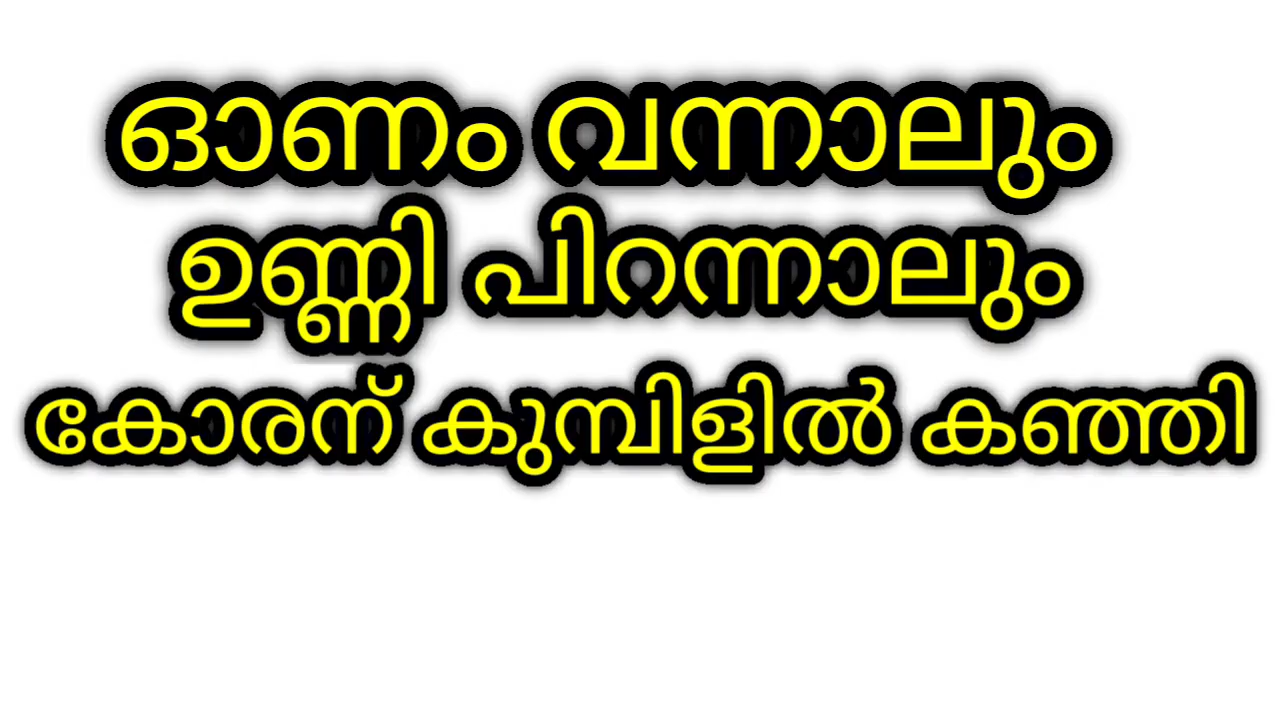 ഓണം വന്നാലും
ഉണ്ണി പിറന്നാലും
കോരന് കുമ്പിളിൽ കഞ്ഞി